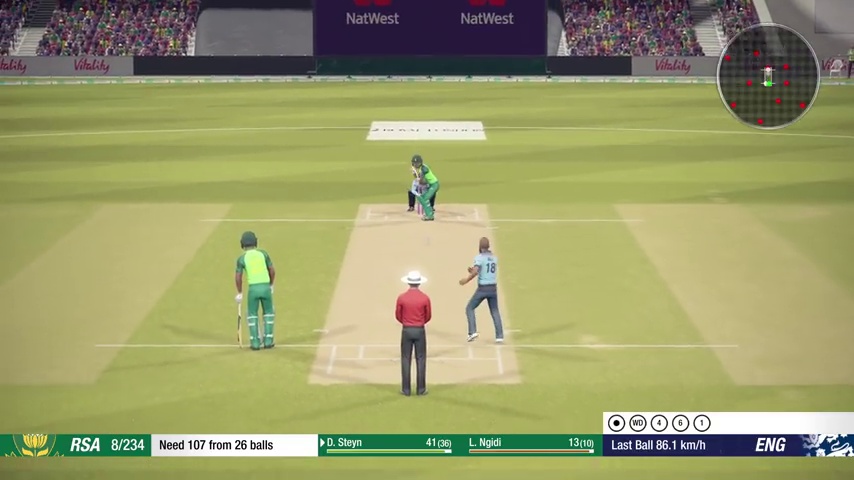 NatWest NatWest
Vitality Vitality
18
WD 4 6 1
RSA 8/234 Need 107 from 26 balls D. Steyn 41(36) L. Ngidi 13(10) Last Ball 86.1 km/h ENG